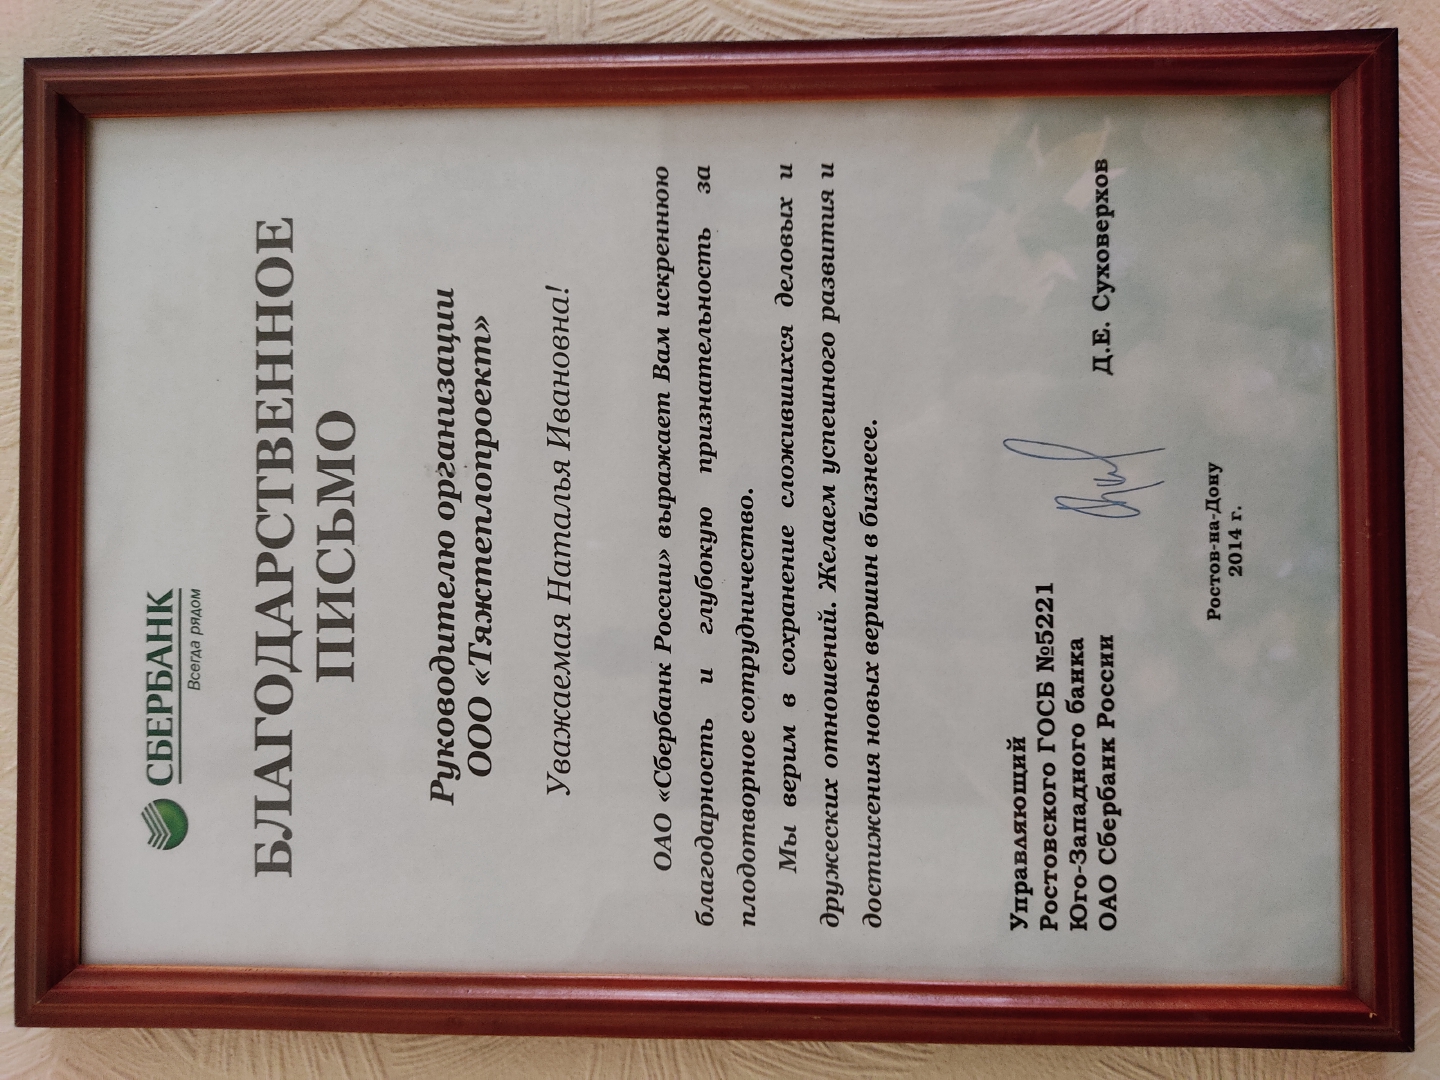 СБЕРБАНК
Всегда рядом
БЛАГОДАРСТВЕННОЕ
ПИСЬМО
Руководителю организации
ООО «Тяжтеплопроект»
Уважаемая Наталья Ивановна!
ОАО «Сбербанк России» выражает Вам искреннюю
благодарность и глубокую признательность за
плодотворное сотрудничество.
Мы верим в сохранение сложившихся деловых и
дружеских отношений. Желаем успешного развития и
достижения новых вершин в бизнесе.
Управляющий
Ростовского ГОСБ №5221
Юго-Западного банка
ОАО Сбербанк России Д.Е. Суховерхов
Ростов-на-Дону
2014 г.